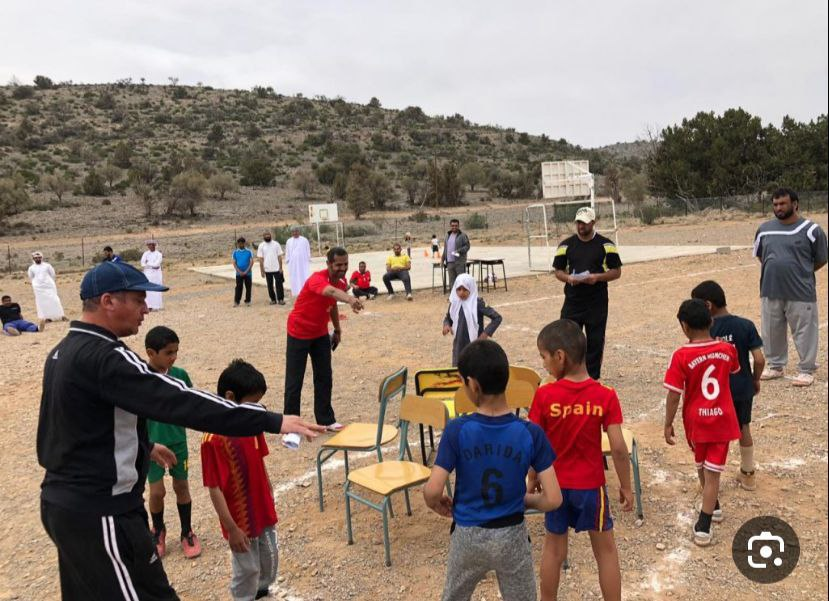 DARIDA
6
Spain
BAYERN MÜNCHEN
6
THIAGO